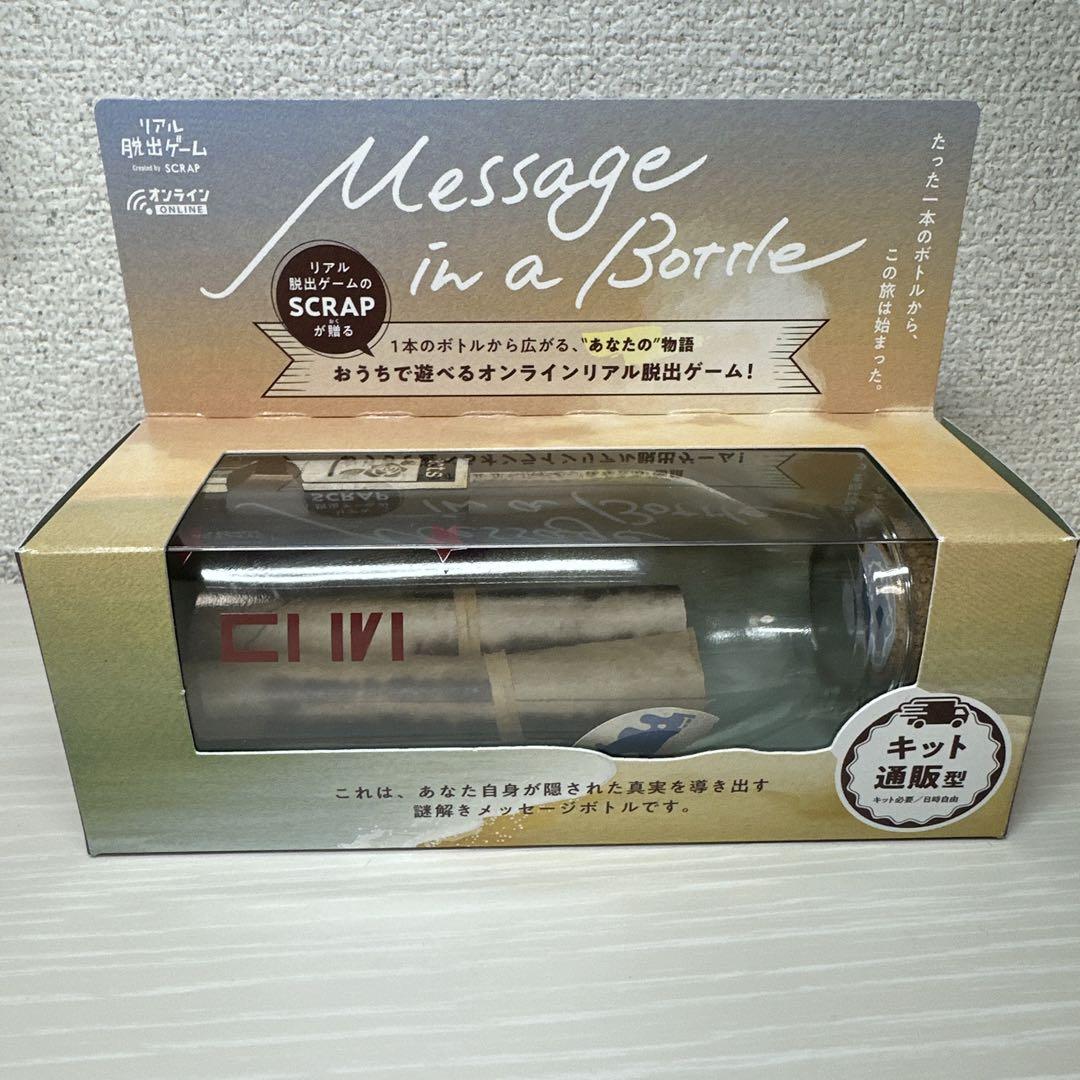 リアル
脱出ゲーム
Created by SCRAP
オンライン
ONLINE
Message
in a Bottle
たった一本のボトルから、
この旅は始まった。
リアル
脱出ゲームの
SCRAP
おく
が贈る
1本のボトルから広がる、"あなたの"物語
おうちで遊べるオンラインリアル脱出ゲーム!
キット
通販型
キット必要/日時自由
これは、あなた自身が隠された真実を導き出す
謎解きメッセージボトルです。